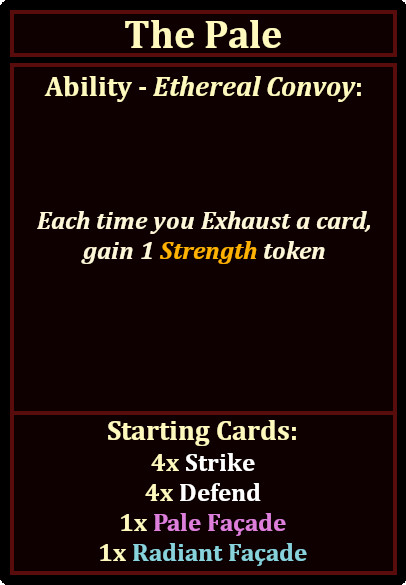 The Pale
Ability - Ethereal Convoy:
Each time you Exhaust a card,
gain 1 Strength token
Starting Cards:
4x Strike
4x Defend
1x Pale Façade
1x Radiant Façade